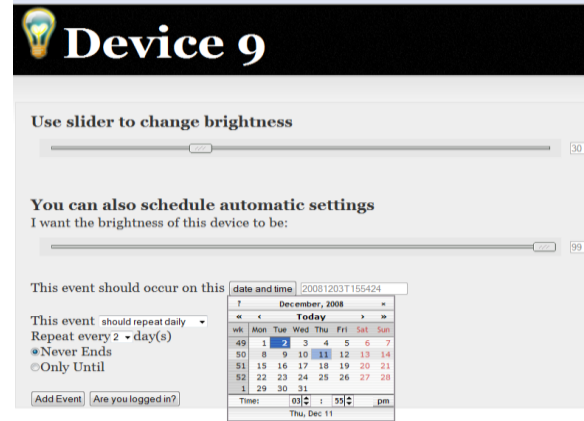 Device 9
Use slider to change brightness
30
You can also schedule automatic settings
I want the brightness of this device to be:
99
This event should occur on this date and time 20081203T155424
? December, 2008 ×
« ‹ Today › »
wk Mon Tue Wed Thu Fri Sat Sun
49 1 2 3 4 5 6 7
50 8 9 10 11 12 13 14
51 15 16 17 18 19 20 21
52 22 23 24 25 26 27 28
1 29 30 31
Time: 03 : 55 pm
Thu, Dec 11
This event should repeat daily
Repeat every 2 day(s)
Never Ends
Only Until
Add Event Are you logged in?